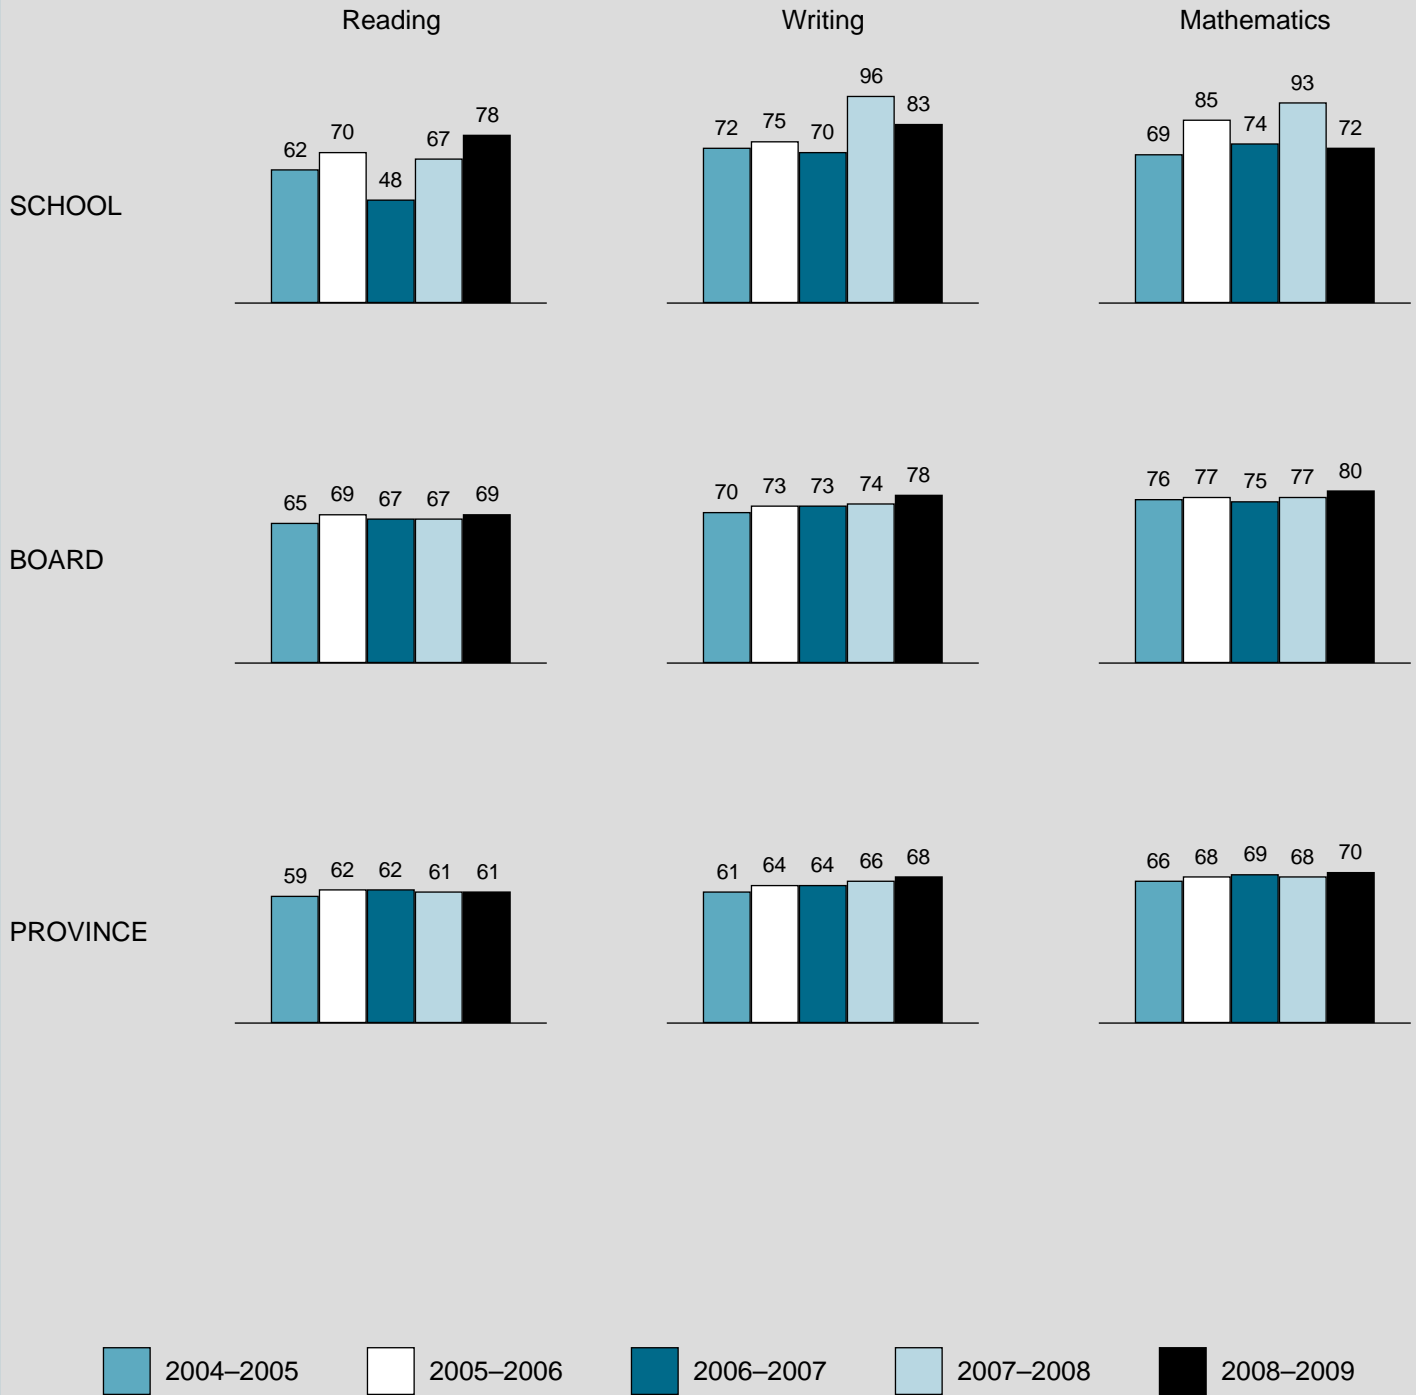 Reading Writing Mathematics
SCHOOL
62 70 48 67 78
72 75 70 96 83
69 85 74 93 72
BOARD
65 69 67 67 69
70 73 73 74 78
76 77 75 77 80
PROVINCE
59 62 62 61 61
61 64 64 66 68
66 68 69 68 70
2004–2005 2005–2006 2006–2007 2007–2008 2008–2009